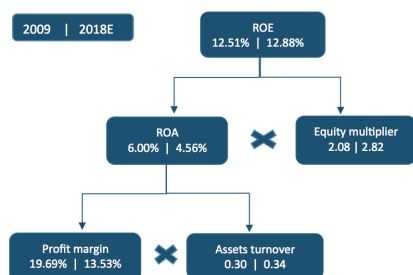 2009 | 2018E
ROE
12.51% | 12.88%
ROA
6.00% | 4.56%
Equity multiplier
2.08 | 2.82
Profit margin
19.69% | 13.53%
Assets turnover
0.30 | 0.34